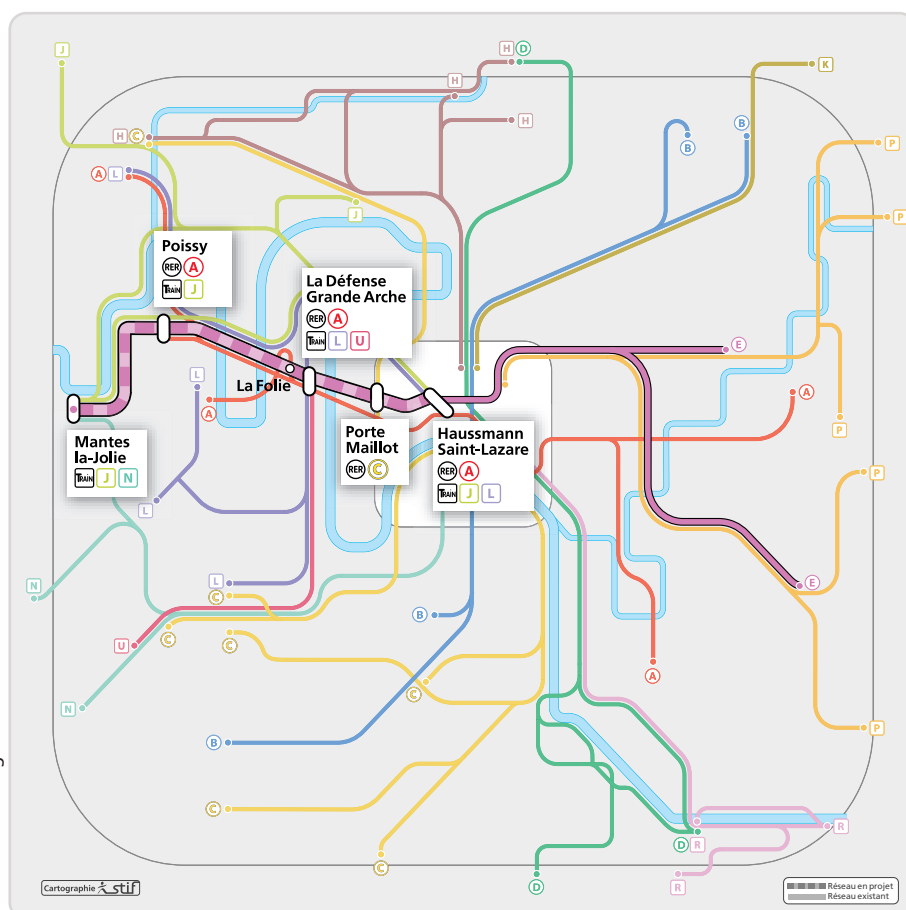 J
H D
H
K
H C
H
B
B
P
A L
P
J
Poissy
RER A
TRAIN J
La Défense
Grande Arche
RER A
TRAIN L U
E
La Folie
L
A
A
P
Mantes
la-Jolie
TRAIN J N
Porte
Maillot
RER C
Haussmann
Saint-Lazare
RER A
TRAIN J L
P
L
L
C
N
E
B
C
C
U
A
C
N
B
P
C
R
D R
C
D
R
Cartographie stif
Réseau en projet
Réseau existant